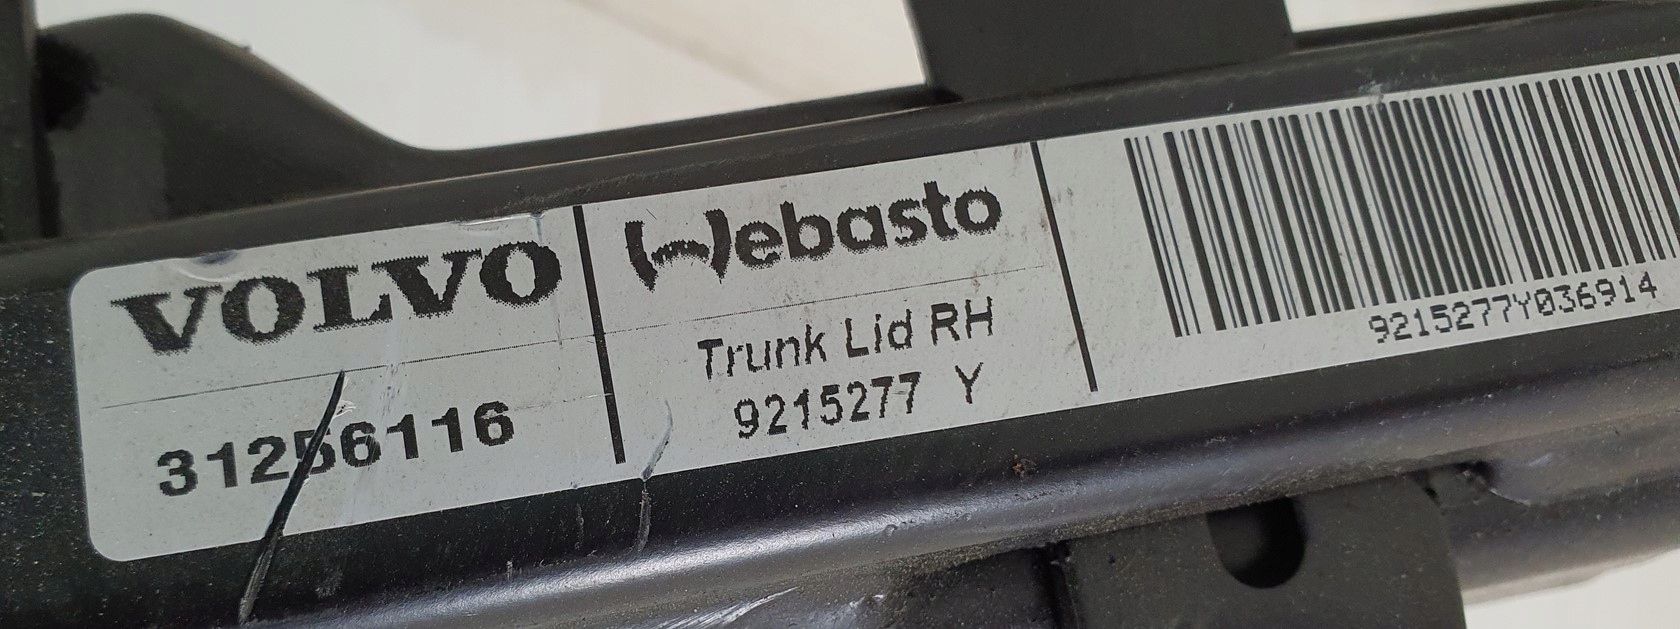 VOLVO
31256116
Webasto
Trunk Lid RH
9215277 Y
9215277Y036914